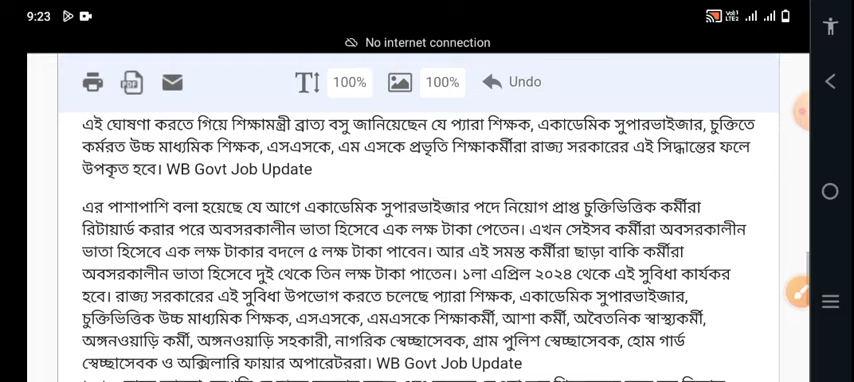 9:23
Vo1 LTE2
No internet connection
100%
100%
Undo
এই ঘোষণা করতে গিয়ে শিক্ষামন্ত্রী ব্রাত্য বসু জানিয়েছেন যে প্যারা শিক্ষক, একাডেমিক সুপারভাইজার, চুক্তিতে
কর্মরত উচ্চ মাধ্যমিক শিক্ষক, এসএসকে, এম এসকে প্রভৃতি শিক্ষাকর্মীরা রাজ্য সরকারের এই সিদ্ধান্তের ফলে
উপকৃত হবে। WB Govt Job Update
এর পাশাপাশি বলা হয়েছে যে আগে একাডেমিক সুপারভাইজার পদে নিয়োগ প্রাপ্ত চুক্তিভিত্তিক কর্মীরা
রিটায়ার্ড করার পরে অবসরকালীন ভাতা হিসেবে এক লক্ষ টাকা পেতেন। এখন সেইসব কর্মীরা অবসরকালীন
ভাতা হিসেবে এক লক্ষ টাকার বদলে ৫ লক্ষ টাকা পাবেন। আর এই সমস্ত কর্মীরা ছাড়া বাকি কর্মীরা
অবসরকালীন ভাতা হিসেবে দুই থেকে তিন লক্ষ টাকা পাতেন। ১লা এপ্রিল ২০২৪ থেকে এই সুবিধা কার্যকর
হবে। রাজ্য সরকারের এই সুবিধা উপভোগ করতে চলেছে প্যারা শিক্ষক, একাডেমিক সুপারভাইজার,
চুক্তিভিত্তিক উচ্চ মাধ্যমিক শিক্ষক, এসএসকে, এমএসকে শিক্ষাকর্মী, আশা কর্মী, অবৈতনিক স্বাস্থ্যকর্মী,
অঙ্গনওয়াড়ি কর্মী, অঙ্গনওয়াড়ি সহকারী, নাগরিক স্বেচ্ছাসেবক, গ্রাম পুলিশ স্বেচ্ছাসেবক, হোম গার্ড
স্বেচ্ছাসেবক ও অক্সিলারি ফায়ার অপারেটররা। WB Govt Job Update